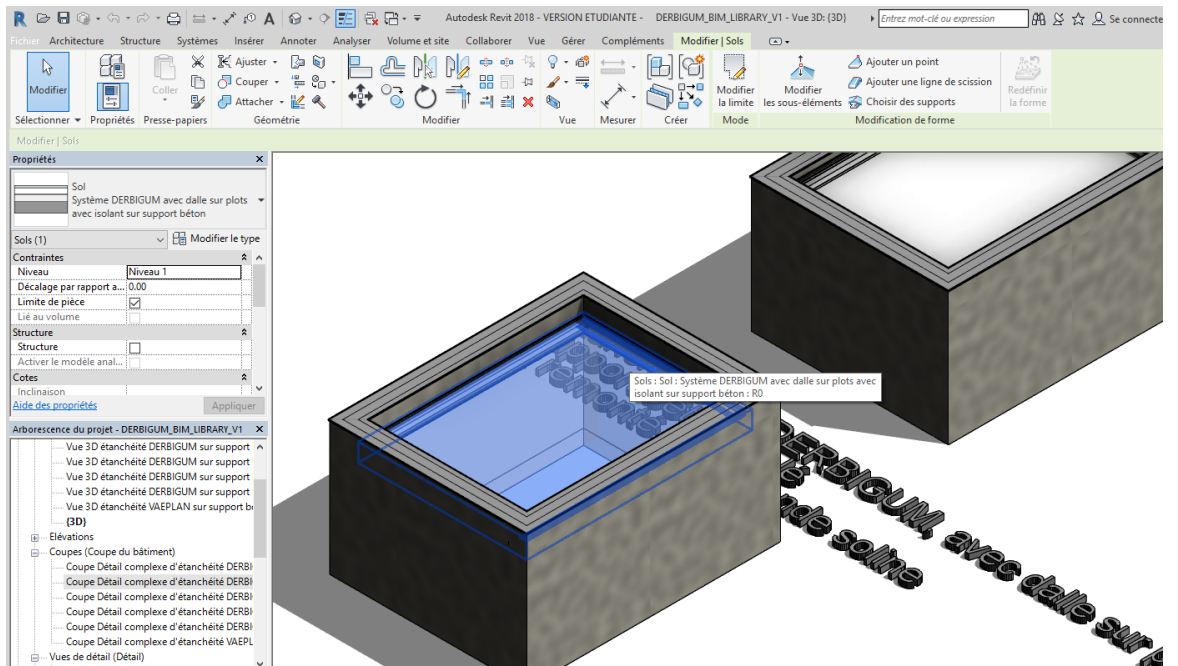 Autodesk Revit 2018 - VERSION ETUDIANTE - DERBIGUM_BIM_LIBRARY_V1 - Vue 3D: {3D}
Entrez mot-clé ou expression
Se connecte
Fichier Architecture Structure Systèmes Insérer Annoter Analyser Volume et site Collaborer Vue Gérer Compléments Modifier | Sols
Modifier
Coller
Ajuster
Couper
Attacher
Modifier
la limite
Modifier
les sous-éléments
Ajouter un point
Ajouter une ligne de scission
Choisir des supports
Redéfinir
la forme
Sélectionner Propriétés Presse-papiers Géométrie Modifier Vue Mesurer Créer Mode Modification de forme
Modifier | Sols
Propriétés
Sol
Système DERBIGUM avec dalle sur plots
avec isolant sur support béton
Sols (1)
Modifier le type
Contraintes
Niveau Niveau 1
Décalage par rapport a... 0.00
Limite de pièce
Lié au volume
Structure
Structure
Activer le modèle anal...
Cotes
Inclinaison
Aide des propriétés
Appliquer
Arborescence du projet - DERBIGUM_BIM_LIBRARY_V1
Vue 3D étanchéité DERBIGUM sur support
Vue 3D étanchéité DERBIGUM sur support
Vue 3D étanchéité DERBIGUM sur support
Vue 3D étanchéité DERBIGUM sur support
Vue 3D étanchéité VAEPLAN sur support b
{3D}
Elévations
Coupes (Coupe du bâtiment)
Coupe Détail complexe d'étanchéité DERBI
Coupe Détail complexe d'étanchéité DERBI
Coupe Détail complexe d'étanchéité DERBI
Coupe Détail complexe d'étanchéité DERBI
Coupe Détail complexe d'étanchéité DERBI
Coupe Détail complexe d'étanchéité VAEPL
Vues de détail (Détail)
Sols : Sol : Système DERBIGUM avec dalle sur plots avec
isolant sur support béton : R0
DERBIGUM avec dalle sur